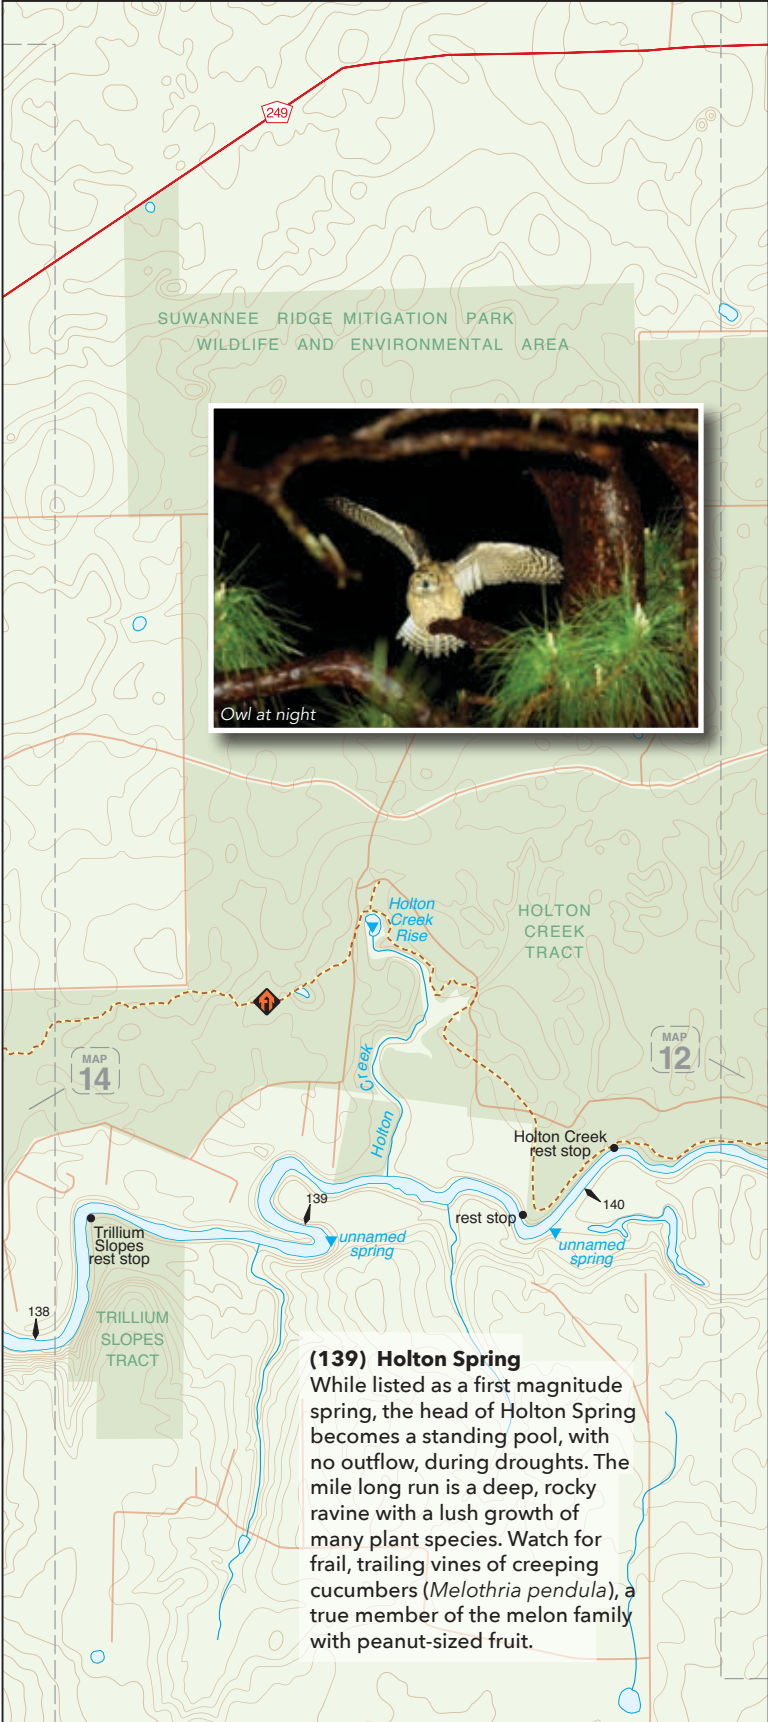 249
SUWANNEE RIDGE MITIGATION PARK
WILDLIFE AND ENVIRONMENTAL AREA
Owl at night
Holton
Creek
Rise
HOLTON
CREEK
TRACT
MAP
14
MAP
12
Holton Creek
Holton Creek
rest stop
139
140
rest stop
unnamed
spring
unnamed
spring
Trillium
Slopes
rest stop
138
TRILLIUM
SLOPES
TRACT
(139) Holton Spring
While listed as a first magnitude
spring, the head of Holton Spring
becomes a standing pool, with
no outflow, during droughts. The
mile long run is a deep, rocky
ravine with a lush growth of
many plant species. Watch for
frail, trailing vines of creeping
cucumbers (Melothria pendula), a
true member of the melon family
with peanut-sized fruit.